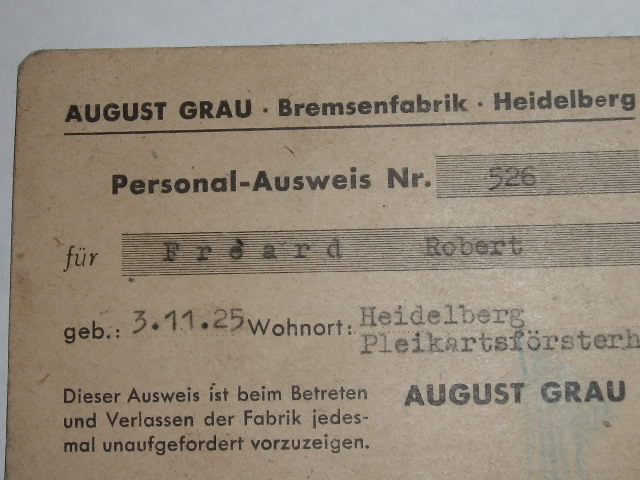 AUGUST GRAU · Bremsenfabrik · Heidelberg
Personal-Ausweis Nr. 526
für Fréard Robert
geb.: 3.11.25 Wohnort: Heidelberg
Pleikartsförsterh
Dieser Ausweis ist beim Betreten
und Verlassen der Fabrik jedes-
mal unaufgefordert vorzuzeigen.
AUGUST GRAU